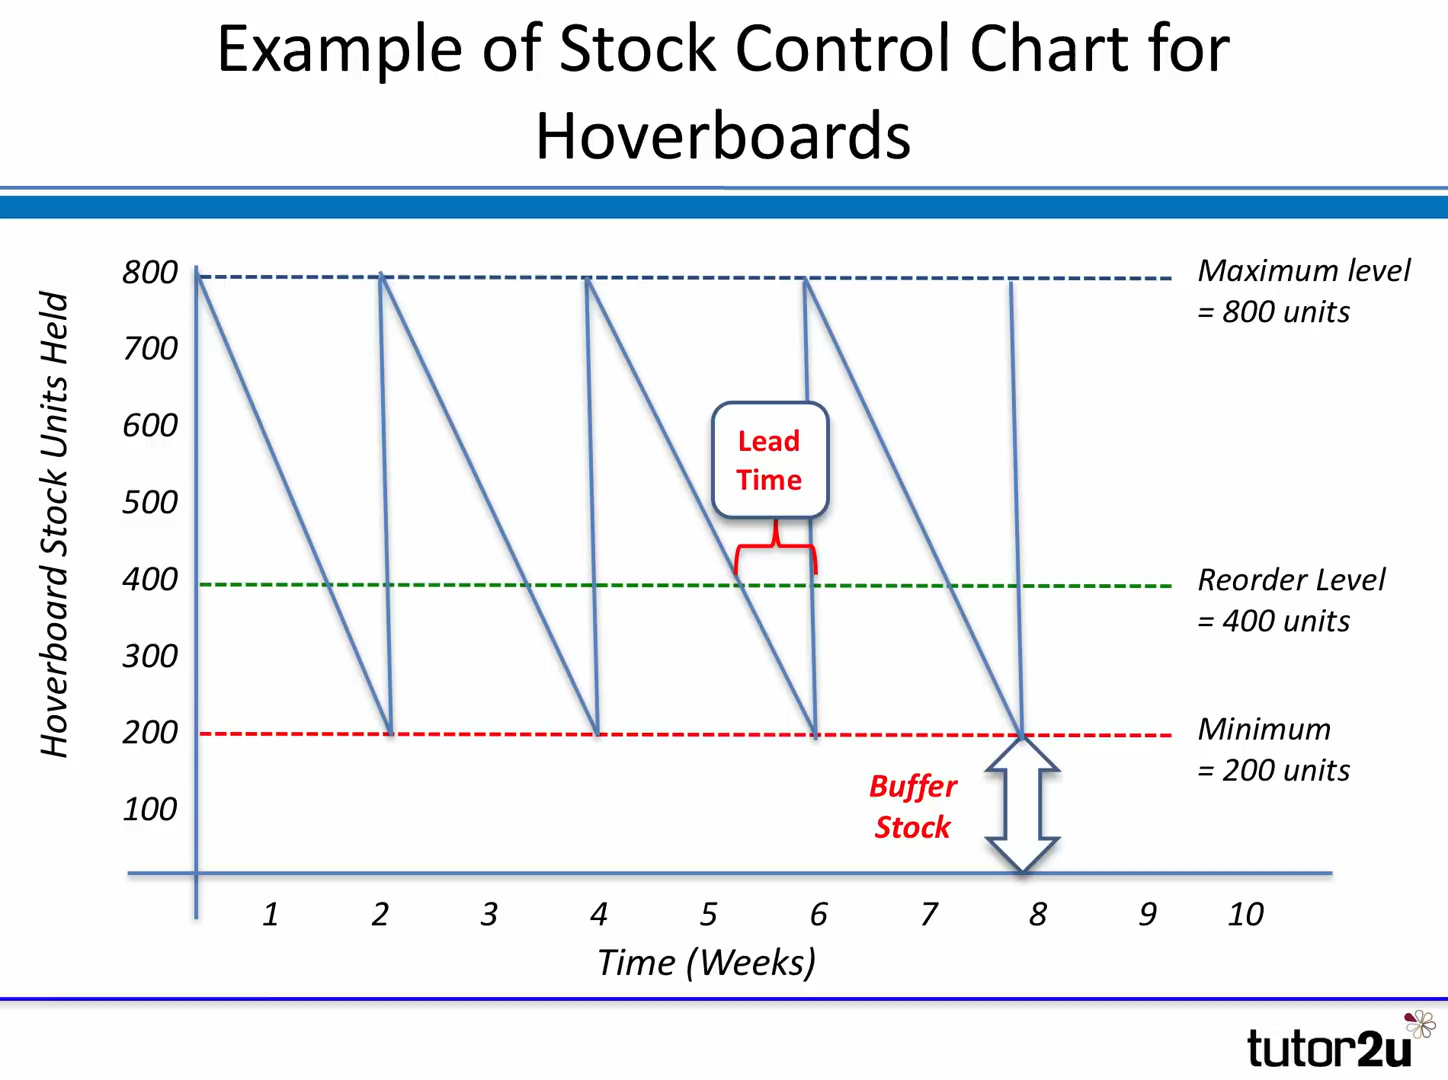 Example of Stock Control Chart for
Hoverboards
Hoverboard Stock Units Held
800
700
600
500
400
300
200
100
Maximum level
= 800 units
Lead
Time
Reorder Level
= 400 units
Minimum
= 200 units
Buffer
Stock
1 2 3 4 5 6 7 8 9 10
Time (Weeks)
tutor2u